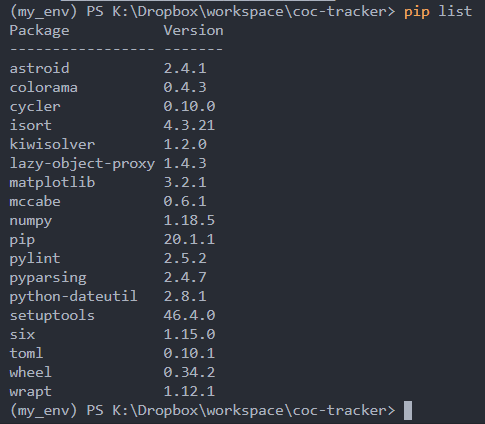 (my_env) PS K:\Dropbox\workspace\coc-tracker> pip list
Package           Version
----------------- -------
astroid           2.4.1
colorama          0.4.3
cycler            0.10.0
isort             4.3.21
kiwisolver        1.2.0
lazy-object-proxy 1.4.3
matplotlib        3.2.1
mccabe            0.6.1
numpy             1.18.5
pip               20.1.1
pylint            2.5.2
pyparsing         2.4.7
python-dateutil   2.8.1
setuptools        46.4.0
six               1.15.0
toml              0.10.1
wheel             0.34.2
wrapt             1.12.1
(my_env) PS K:\Dropbox\workspace\coc-tracker>